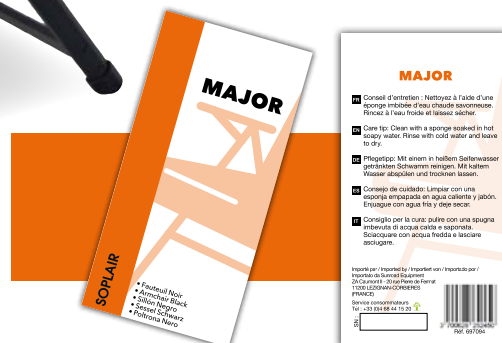 MAJOR
SOPLAIR
• Fauteuil Noir
• Armchair Black
• Sillón Negro
• Sessel Schwarz
• Poltrona Nero
MAJOR
FR Conseil d'entretien : Nettoyez à l'aide d'une
éponge imbibée d'eau chaude savonneuse.
Rincez à l'eau froide et laissez sécher.
EN Care tip: Clean with a sponge soaked in hot
soapy water. Rinse with cold water and leave
to dry.
DE Pflegetipp: Mit einem in heißem Seifenwasser
getränkten Schwamm reinigen. Mit kaltem
Wasser abspülen und trocknen lassen.
ES Consejo de cuidado: Limpiar con una
esponja empapada en agua caliente y jabón.
Enjuague con agua fría y deje secar.
IT Consiglio per la cura: pulire con una spugna
imbevuta di acqua calda e saponata.
Sciacquare con acqua fredda e lasciare
asciugare.
Importé par / Imported by / Importiert von / Importado por /
Importato da Sunroad Equipment
ZA Caumont II - 20 rue Pierre de Fermat
11200 LEZIGNAN-CORBIERES
(FRANCE)
Service consommateurs
Tel : +33 (0)4 68 44 15 20
SN :
Réf. 697094